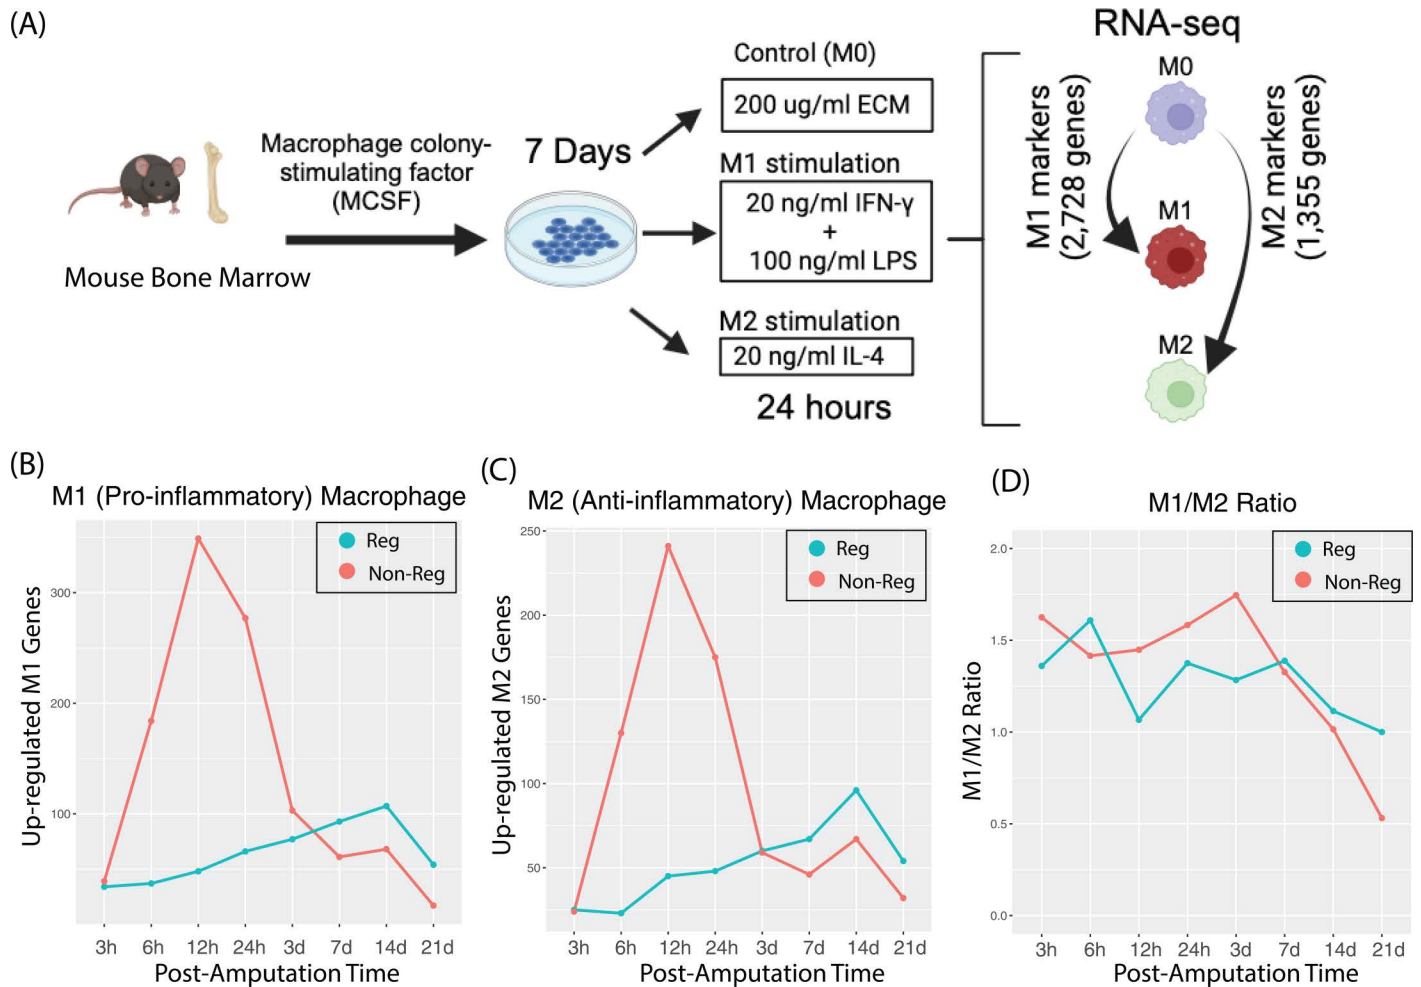 (A)
Mouse Bone Marrow
Macrophage colony-
stimulating factor
(MCSF)
7 Days
Control (M0)
200 ug/ml ECM
M1 stimulation
20 ng/ml IFN-γ
+
100 ng/ml LPS
M2 stimulation
20 ng/ml IL-4
24 hours
RNA-seq
M0
M1
M2
M1 markers
(2,728 genes)
M2 markers
(1,355 genes)
(B)
M1 (Pro-inflammatory) Macrophage
Reg
Non-Reg
Up-regulated M1 Genes
300
200
100
3h 6h 12h 24h 3d 7d 14d 21d
Post-Amputation Time
(C)
M2 (Anti-inflammatory) Macrophage
Reg
Non-Reg
Up-regulated M2 Genes
250
200
150
100
50
3h 6h 12h 24h 3d 7d 14d 21d
Post-Amputation Time
(D)
M1/M2 Ratio
Reg
Non-Reg
M1/M2 Ratio
2.0
1.5
1.0
0.5
0.0
3h 6h 12h 24h 3d 7d 14d 21d
Post-Amputation Time